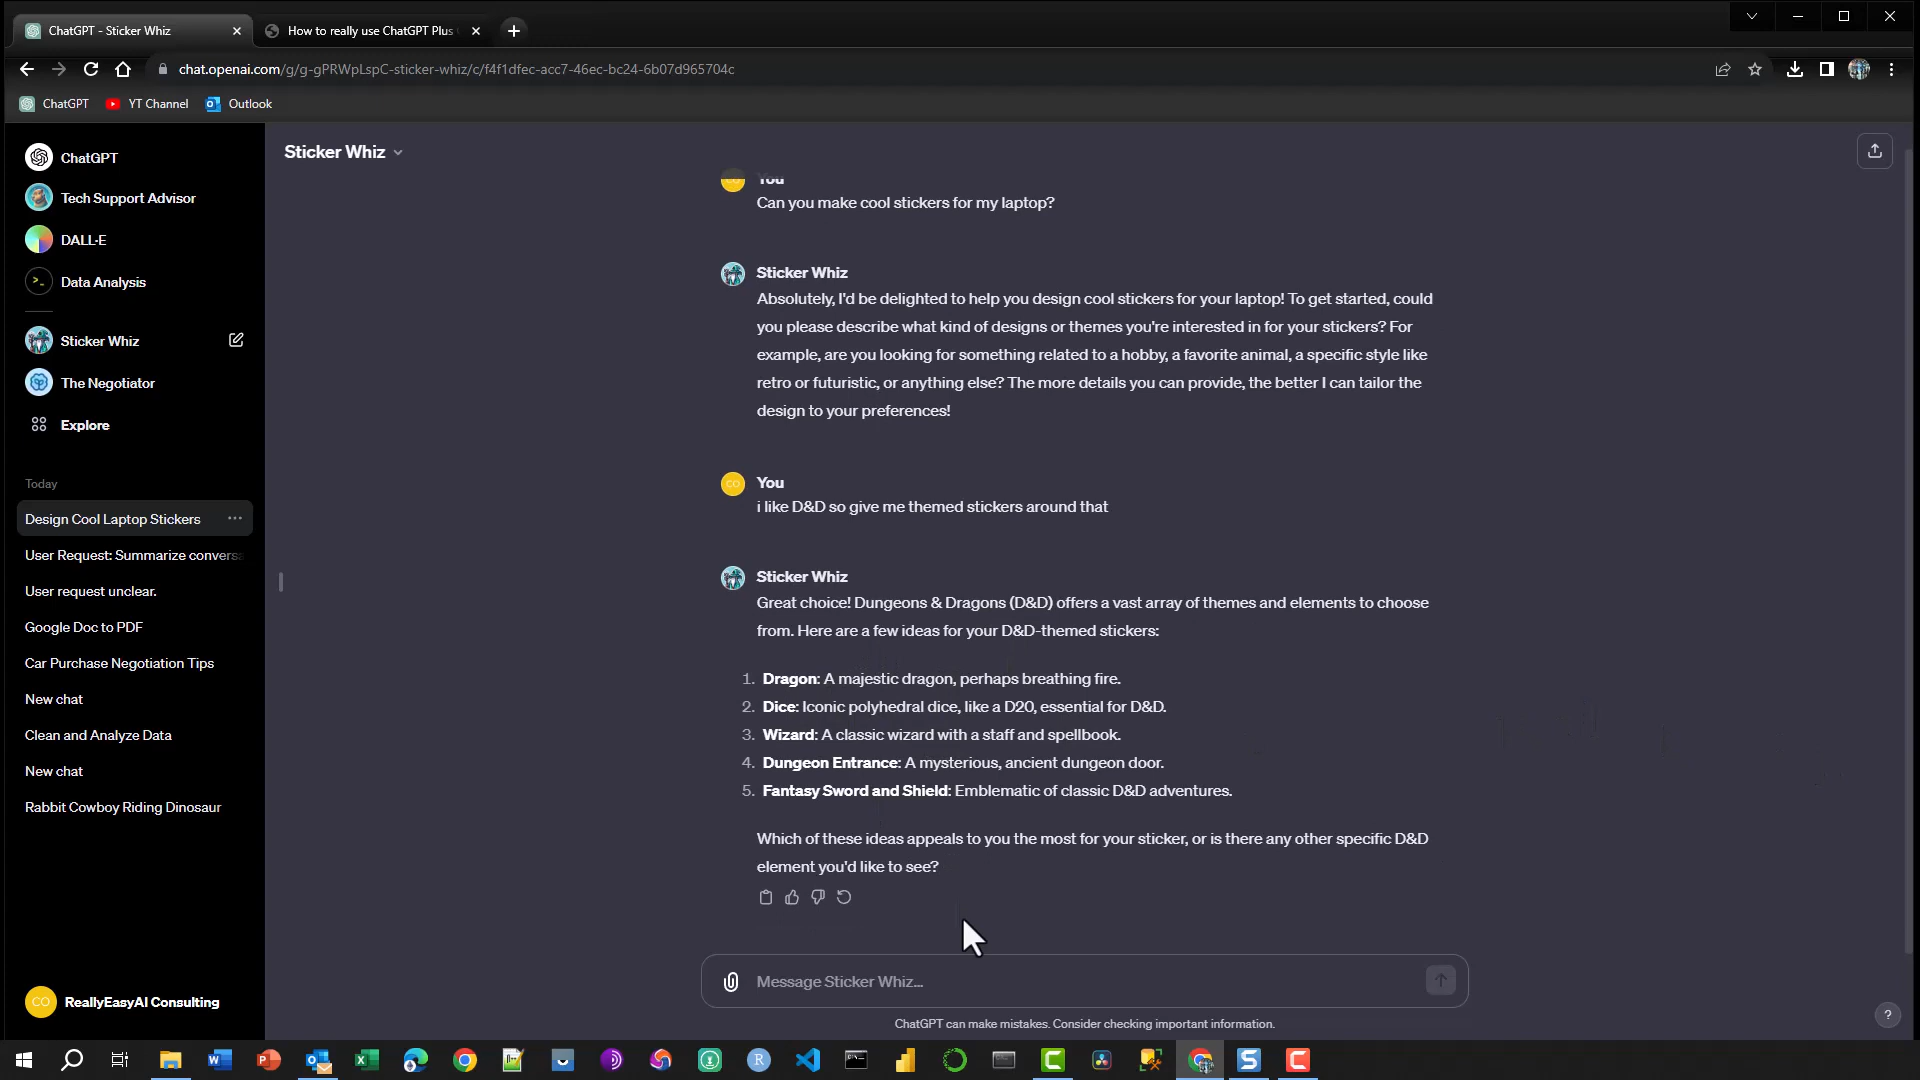 ChatGPT - Sticker Whiz
How to really use ChatGPT Plus
chat.openai.com/g/g-gPRWpLspC-sticker-whiz/c/f4f1dfec-acc7-46ec-bc24-6b07d965704c
ChatGPT
YT Channel
Outlook
ChatGPT
Tech Support Advisor
DALL·E
Data Analysis
Sticker Whiz
The Negotiator
Explore
Today
Design Cool Laptop Stickers
User Request: Summarize conversa
User request unclear.
Google Doc to PDF
Car Purchase Negotiation Tips
New chat
Clean and Analyze Data
New chat
Rabbit Cowboy Riding Dinosaur
CO
ReallyEasyAI Consulting
Sticker Whiz
You
Can you make cool stickers for my laptop?
Sticker Whiz
Absolutely, I'd be delighted to help you design cool stickers for your laptop! To get started, could
you please describe what kind of designs or themes you're interested in for your stickers? For
example, are you looking for something related to a hobby, a favorite animal, a specific style like
retro or futuristic, or anything else? The more details you can provide, the better I can tailor the
design to your preferences!
CO
You
i like D&D so give me themed stickers around that
Sticker Whiz
Great choice! Dungeons & Dragons (D&D) offers a vast array of themes and elements to choose
from. Here are a few ideas for your D&D-themed stickers:
1. Dragon: A majestic dragon, perhaps breathing fire.
2. Dice: Iconic polyhedral dice, like a D20, essential for D&D.
3. Wizard: A classic wizard with a staff and spellbook.
4. Dungeon Entrance: A mysterious, ancient dungeon door.
5. Fantasy Sword and Shield: Emblematic of classic D&D adventures.
Which of these ideas appeals to you the most for your sticker, or is there any other specific D&D
element you'd like to see?
Message Sticker Whiz...
ChatGPT can make mistakes. Consider checking important information.
?